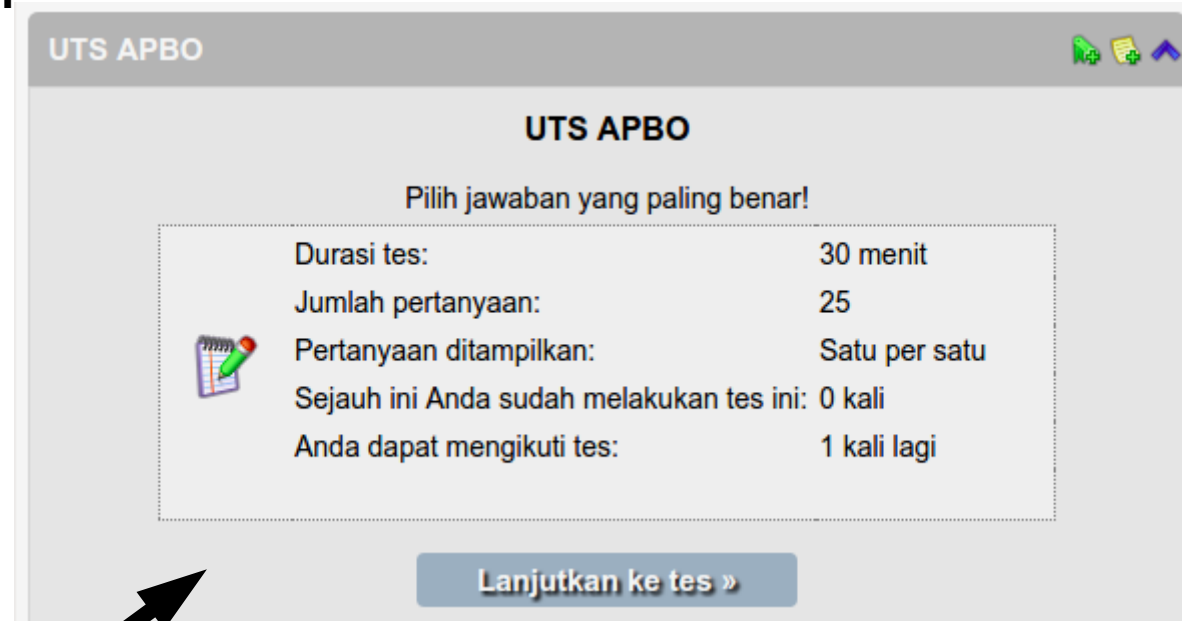 UTS APBO
UTS APBO
Pilih jawaban yang paling benar!
Durasi tes: 30 menit
Jumlah pertanyaan: 25
Pertanyaan ditampilkan: Satu per satu
Sejauh ini Anda sudah melakukan tes ini: 0 kali
Anda dapat mengikuti tes: 1 kali lagi
Lanjutkan ke tes »